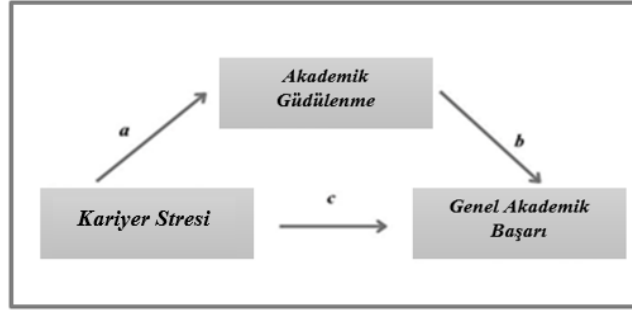 Akademik
Güdülenme
a
b
Kariyer Stresi
c
Genel Akademik
Başarı